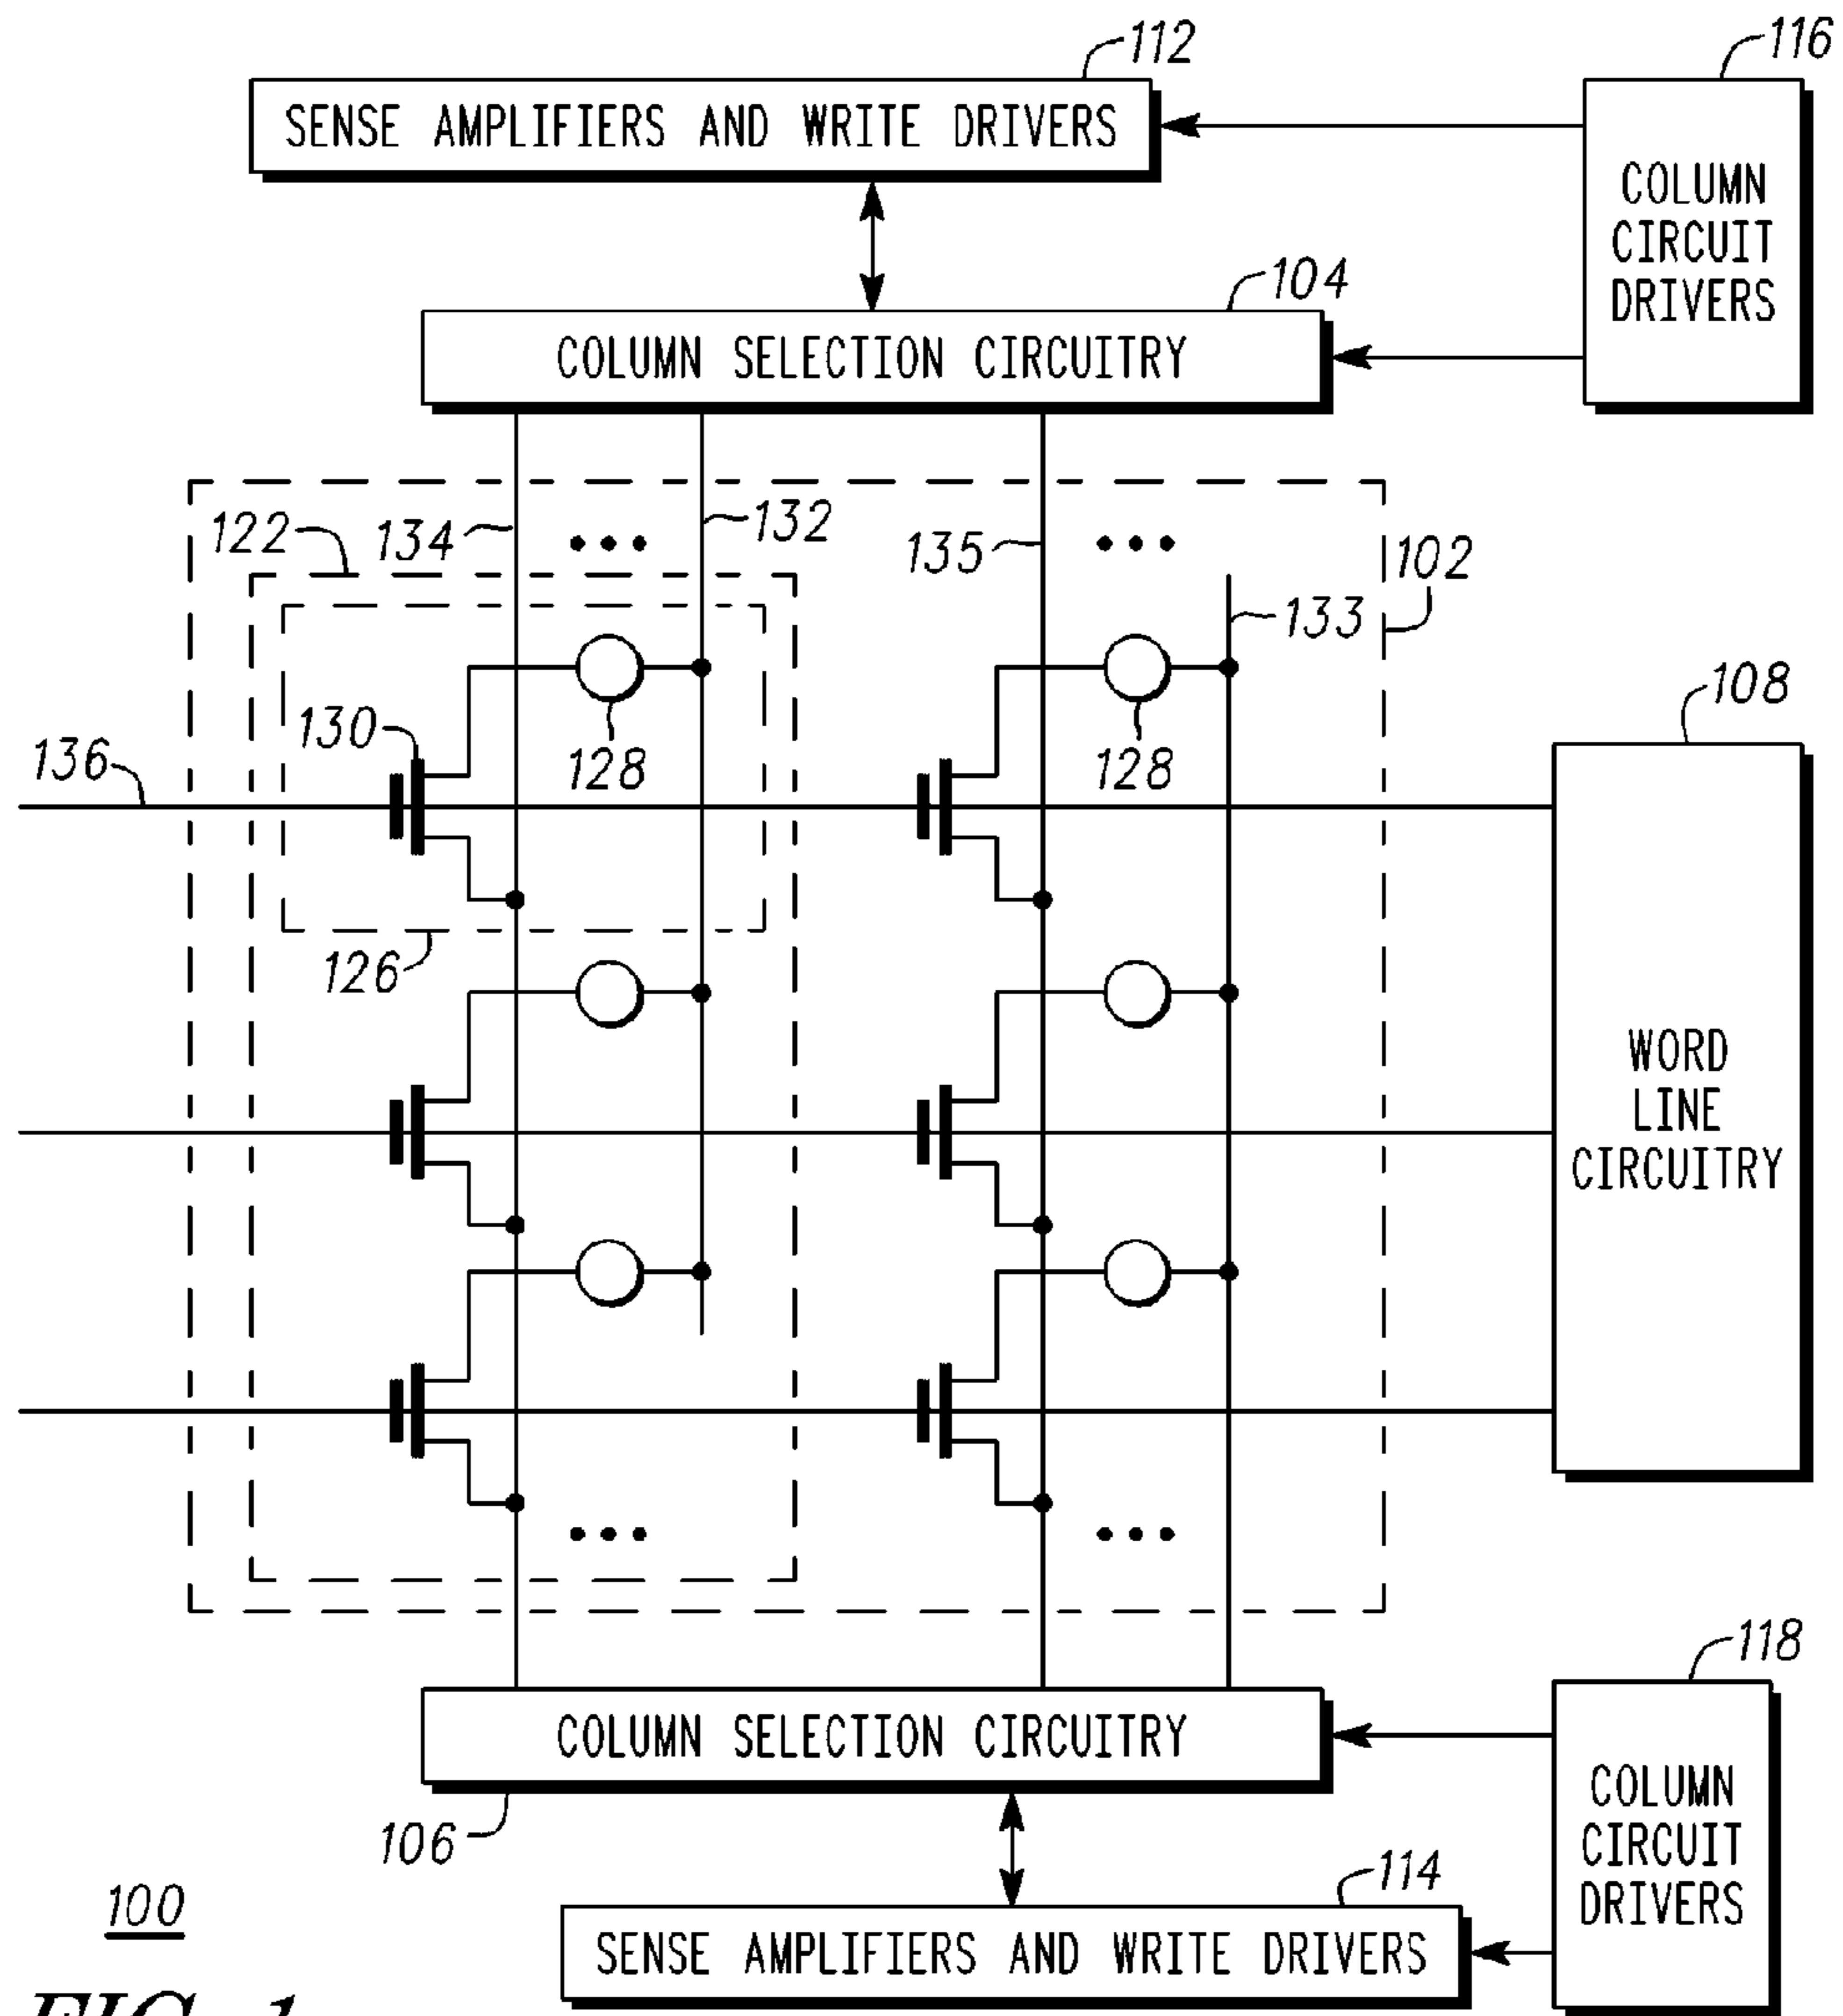 112
116
SENSE AMPLIFIERS AND WRITE DRIVERS
COLUMN
CIRCUIT
DRIVERS
104
COLUMN SELECTION CIRCUITRY
122
134
132
135
102
133
108
130
136
128
128
126
WORD
LINE
CIRCUITRY
118
COLUMN SELECTION CIRCUITRY
COLUMN
CIRCUIT
DRIVERS
106
114
100
SENSE AMPLIFIERS AND WRITE DRIVERS
FIG. 1